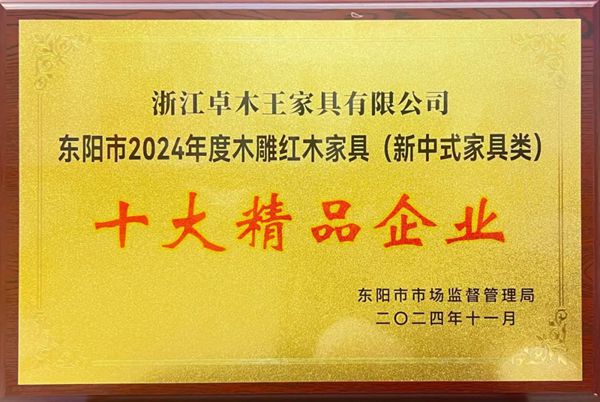 浙江卓木王家具有限公司
东阳市2024年度木雕红木家具（新中式家具类）
十大精品企业
东阳市市场监督管理局
二〇二四年十一月